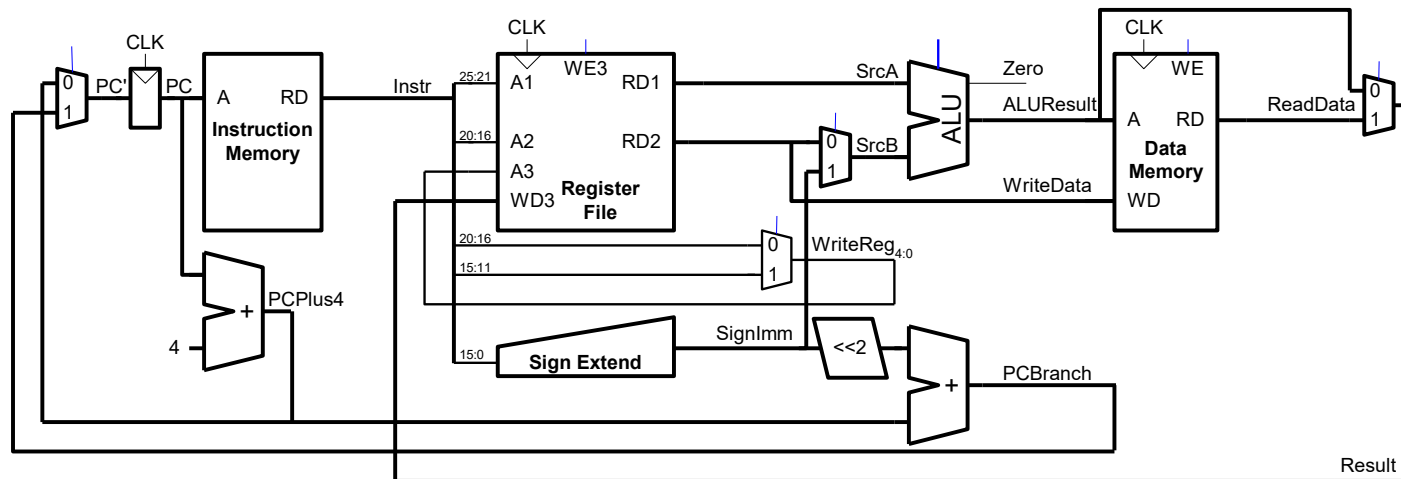 CLK
CLK
CLK
0
1
PC'
PC
A
RD
Instruction
Memory
Instr
25:21
20:16
A1
A2
A3
WD3
WE3
RD1
RD2
Register
File
SrcA
0
1
SrcB
ALU
Zero
ALUResult
WriteData
WE
A
RD
Data
Memory
WD
ReadData
0
1
20:16
15:11
0
1
WriteReg4:0
4
+
PCPlus4
15:0
Sign Extend
SignImm
<<2
+
PCBranch
Result